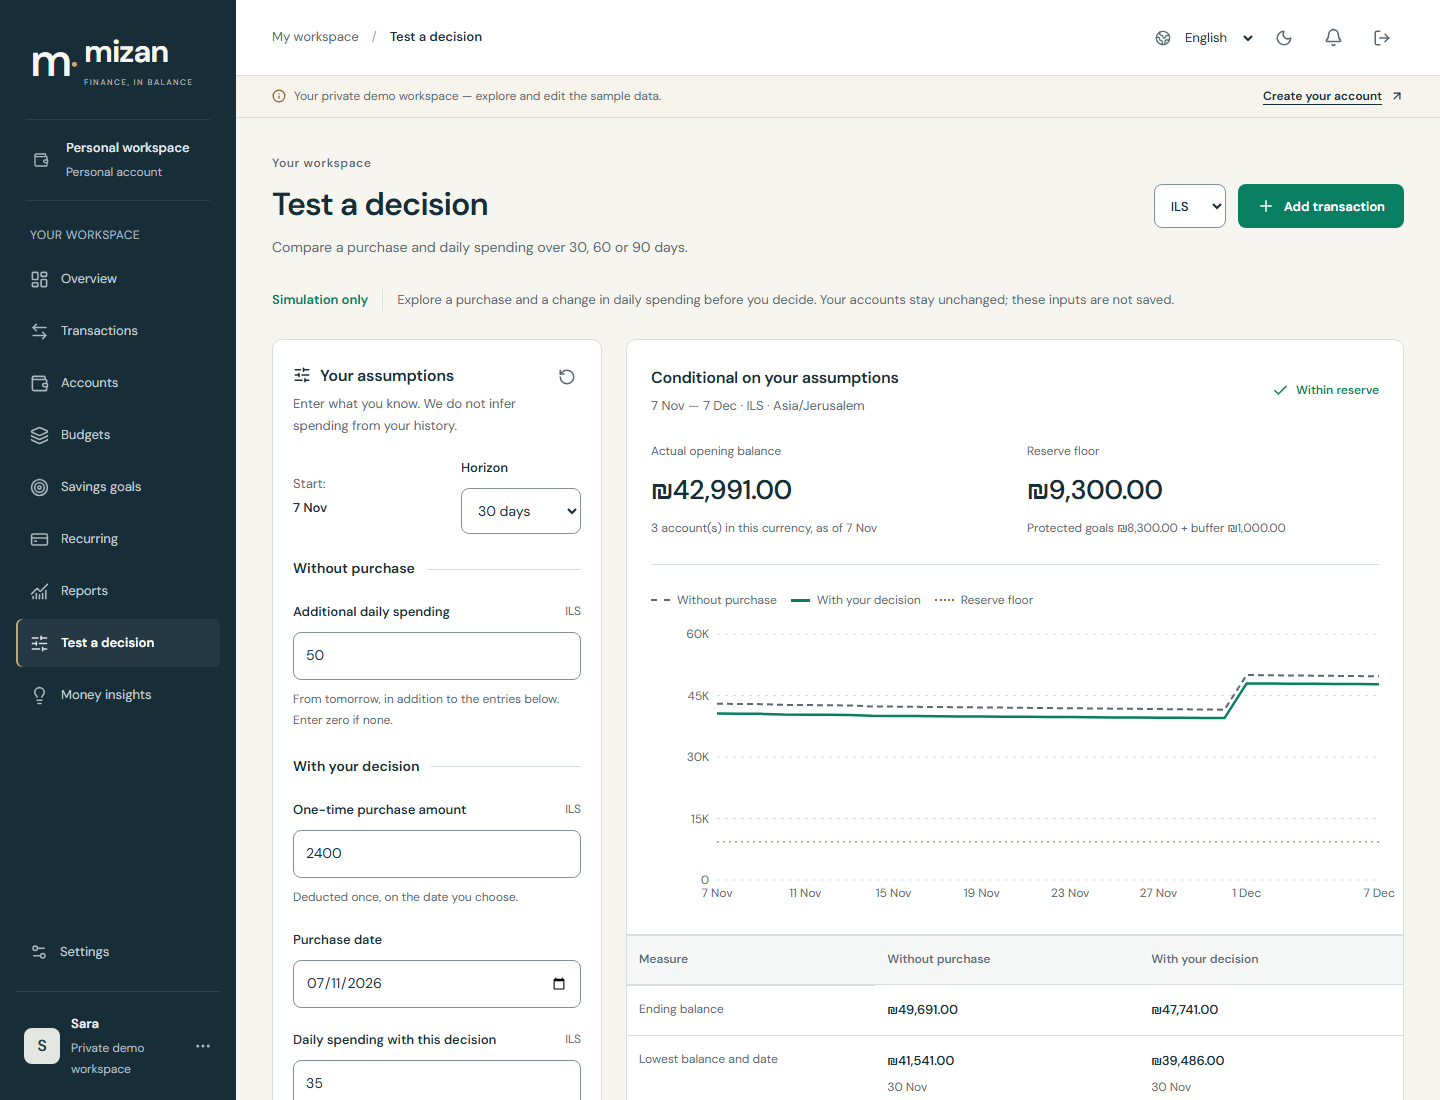 m.
mizan
FINANCE, IN BALANCE
Personal workspace
Personal account
YOUR WORKSPACE
Overview
Transactions
Accounts
Budgets
Savings goals
Recurring
Reports
Test a decision
Money insights
Settings
S
Sara
Private demo
workspace
My workspace / Test a decision
English
Your private demo workspace — explore and edit the sample data.
Create your account
Your workspace
Test a decision
Compare a purchase and daily spending over 30, 60 or 90 days.
ILS
Add transaction
Simulation only
Explore a purchase and a change in daily spending before you decide. Your accounts stay unchanged; these inputs are not saved.
Your assumptions
Enter what you know. We do not infer
spending from your history.
Start:
7 Nov
Horizon
30 days
Without purchase
Additional daily spending ILS
50
From tomorrow, in addition to the entries below.
Enter zero if none.
With your decision
One-time purchase amount ILS
2400
Deducted once, on the date you choose.
Purchase date
07/11/2026
Daily spending with this decision ILS
35
Conditional on your assumptions
7 Nov — 7 Dec · ILS · Asia/Jerusalem
Within reserve
Actual opening balance
₪42,991.00
3 account(s) in this currency, as of 7 Nov
Reserve floor
₪9,300.00
Protected goals ₪8,300.00 + buffer ₪1,000.00
Without purchase With your decision Reserve floor
60K
45K
30K
15K
0
7 Nov 11 Nov 15 Nov 19 Nov 23 Nov 27 Nov 1 Dec 7 Dec
Measure Without purchase With your decision
Ending balance ₪49,691.00 ₪47,741.00
Lowest balance and date ₪41,541.00 ₪39,486.00
30 Nov 30 Nov